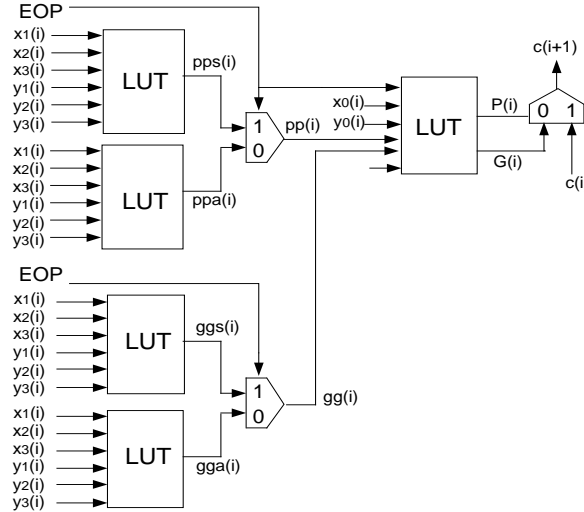 EOP
x1(i)
x2(i)
x3(i)
y1(i)
y2(i)
y3(i)
LUT
pps(i)
x1(i)
x2(i)
x3(i)
y1(i)
y2(i)
y3(i)
LUT
ppa(i)
1
0
pp(i)
x0(i)
y0(i)
LUT
P(i)
G(i)
0 1
c(i+1)
c(i
EOP
x1(i)
x2(i)
x3(i)
y1(i)
y2(i)
y3(i)
LUT
ggs(i)
x1(i)
x2(i)
x3(i)
y1(i)
y2(i)
y3(i)
LUT
gga(i)
1
0
gg(i)